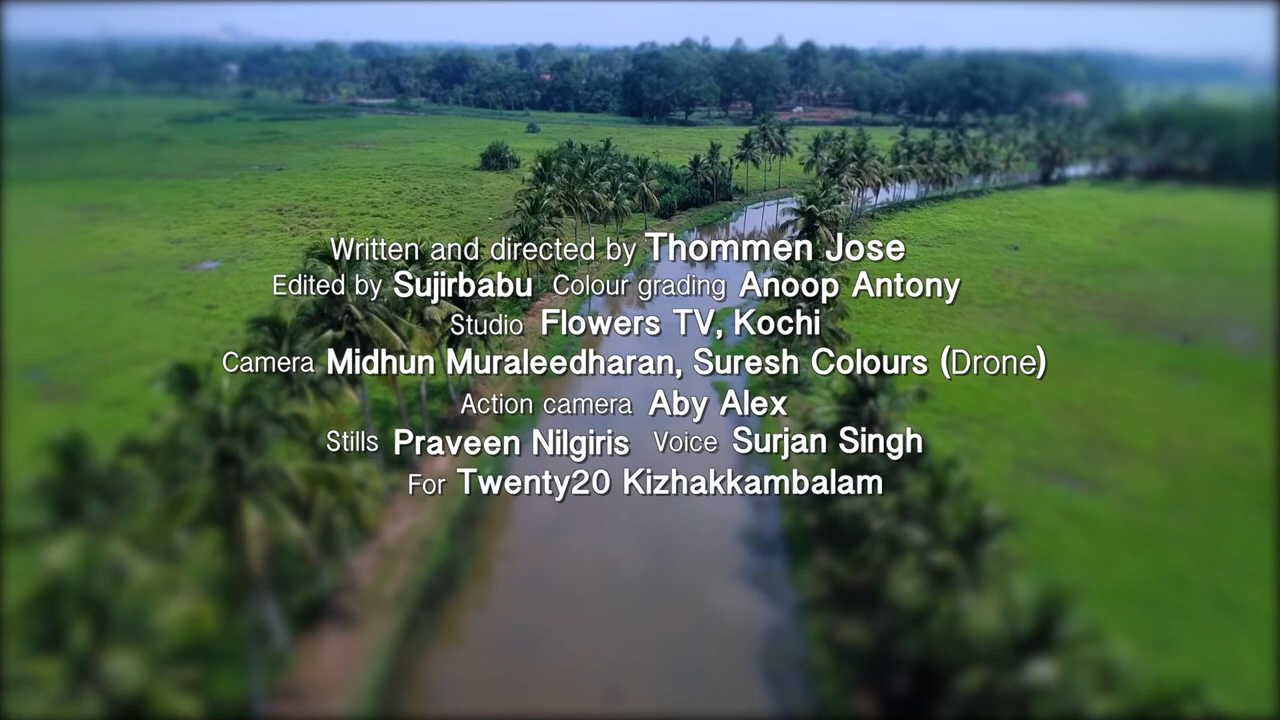 Written and directed by Thommen Jose
Edited by Sujirbabu Colour grading Anoop Antony
Studio Flowers TV, Kochi
Camera Midhun Muraleedharan, Suresh Colours (Drone)
Action camera Aby Alex
Stills Praveen Nilgiris Voice Surjan Singh
For Twenty20 Kizhakkambalam